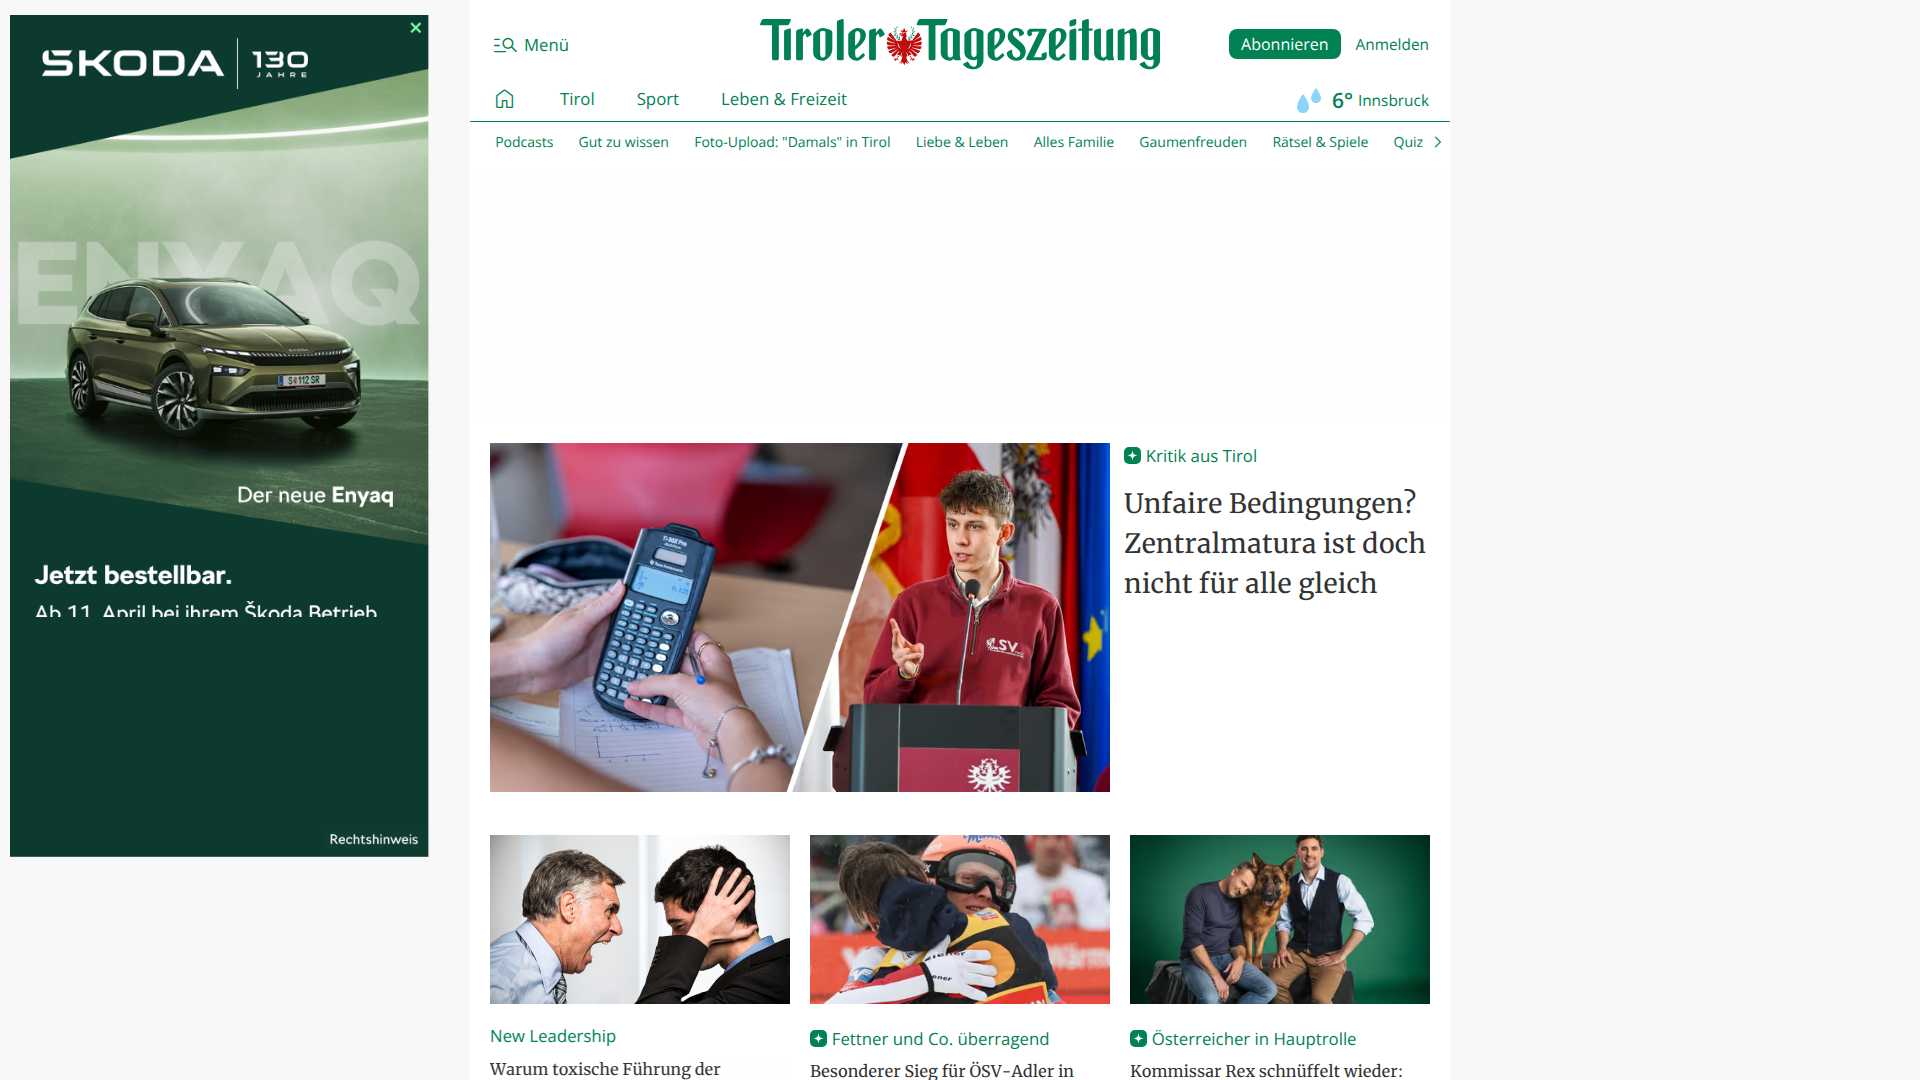 ŠKODA 130 JAHRE
ENYAQ
S 112 SR
Der neue Enyaq
Jetzt bestellbar.
Ab 11. April bei ihrem Škoda Betrieb
Rechtshinweis
Menü
Tiroler Tageszeitung
Abonnieren
Anmelden
Tirol
Sport
Leben & Freizeit
6° Innsbruck
Podcasts
Gut zu wissen
Foto-Upload: "Damals" in Tirol
Liebe & Leben
Alles Familie
Gaumenfreuden
Rätsel & Spiele
Quiz
LSV
Kritik aus Tirol
Unfaire Bedingungen?
Zentralmatura ist doch
nicht für alle gleich
New Leadership
Warum toxische Führung der
Fettner und Co. überragend
Besonderer Sieg für ÖSV-Adler in
Österreicher in Hauptrolle
Kommissar Rex schnüffelt wieder: